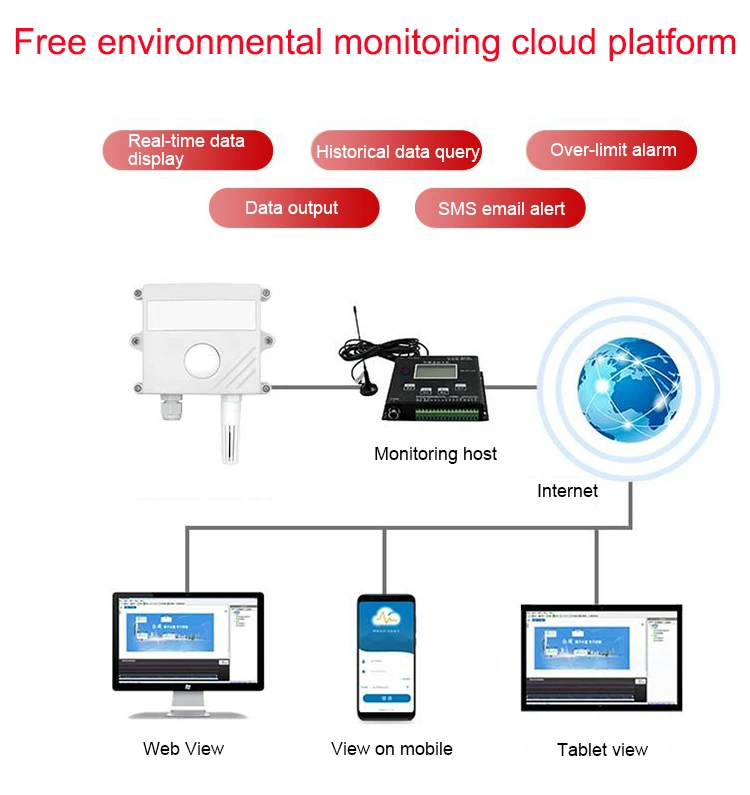 Free environmental monitoring cloud platform
Real-time data
display
Historical data query
Over-limit alarm
Data output
SMS email alert
Monitoring host
Internet
Web View
View on mobile
Tablet view